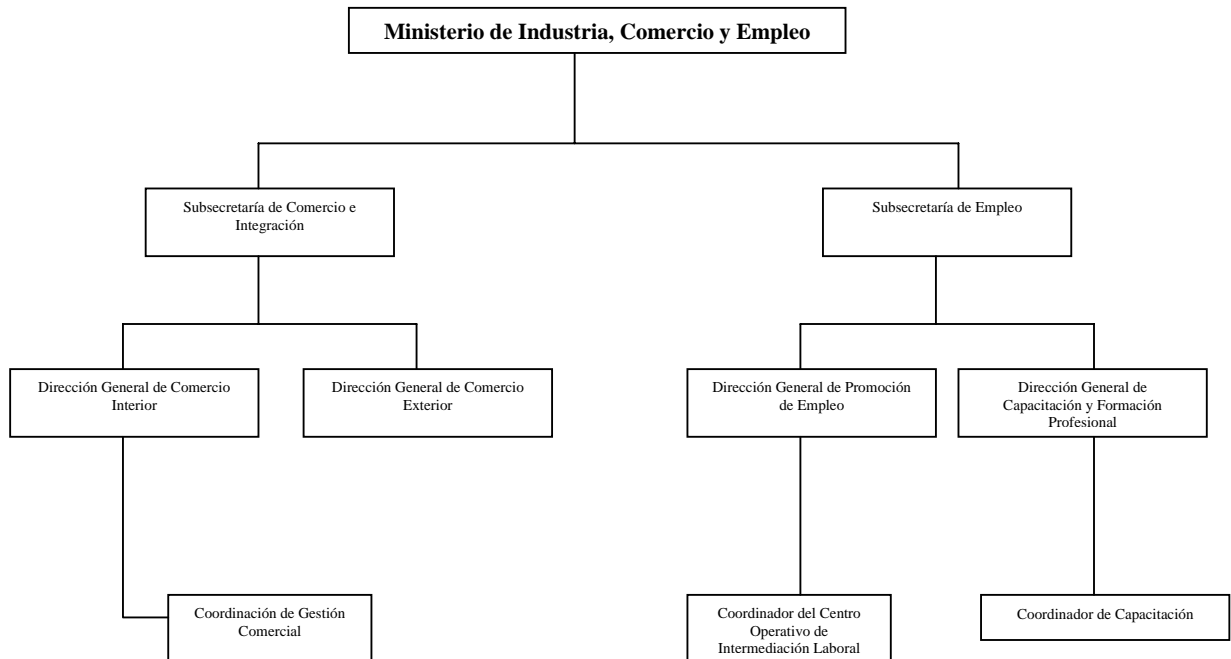 Ministerio de Industria, Comercio y Empleo
Subsecretaría de Comercio e
Integración
Subsecretaría de Empleo
Dirección General de Comercio
Interior
Dirección General de Comercio
Exterior
Dirección General de Promoción
de Empleo
Dirección General de
Capacitación y Formación
Profesional
Coordinación de Gestión
Comercial
Coordinador del Centro
Operativo de
Intermediación Laboral
Coordinador de Capacitación